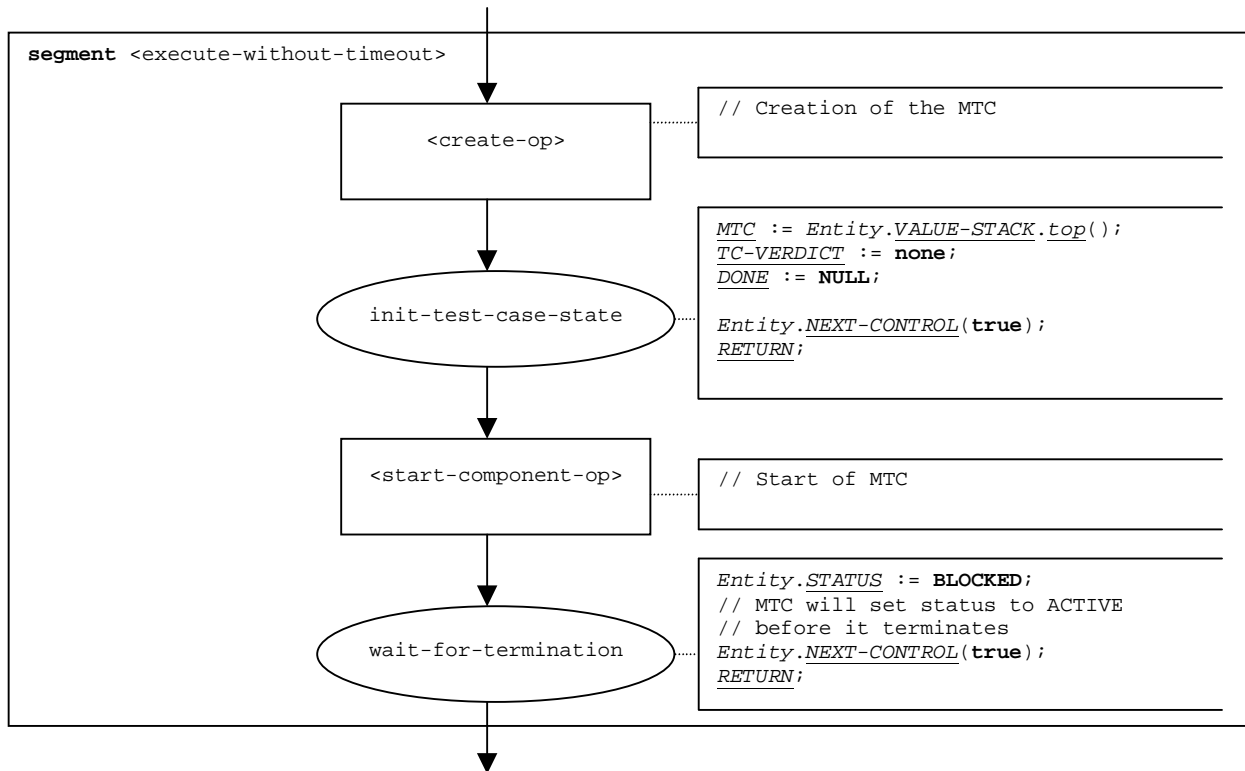 segment <execute-without-timeout>
<create-op>
// Creation of the MTC
init-test-case-state
MTC := Entity.VALUE-STACK.top();
TC-VERDICT := none;
DONE := NULL;
Entity.NEXT-CONTROL(true);
RETURN;
<start-component-op>
// Start of MTC
wait-for-termination
Entity.STATUS := BLOCKED;
// MTC will set status to ACTIVE
// before it terminates
Entity.NEXT-CONTROL(true);
RETURN;